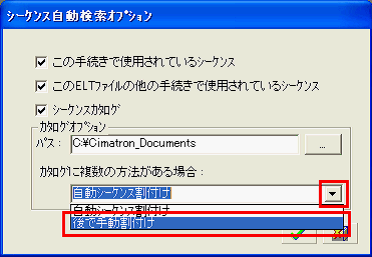 シーケンス自動検索オプション
この手続きで使用されているシーケンス
このELTファイルの他の手続きで使用されているシーケンス
シーケンスカタログ
カタログオプション
パス： C:¥Cimatron_Documents ...
カタログに複数の方法がある場合：
自動シーケンス割付け
自動シーケンス割付け
後で手動割付け